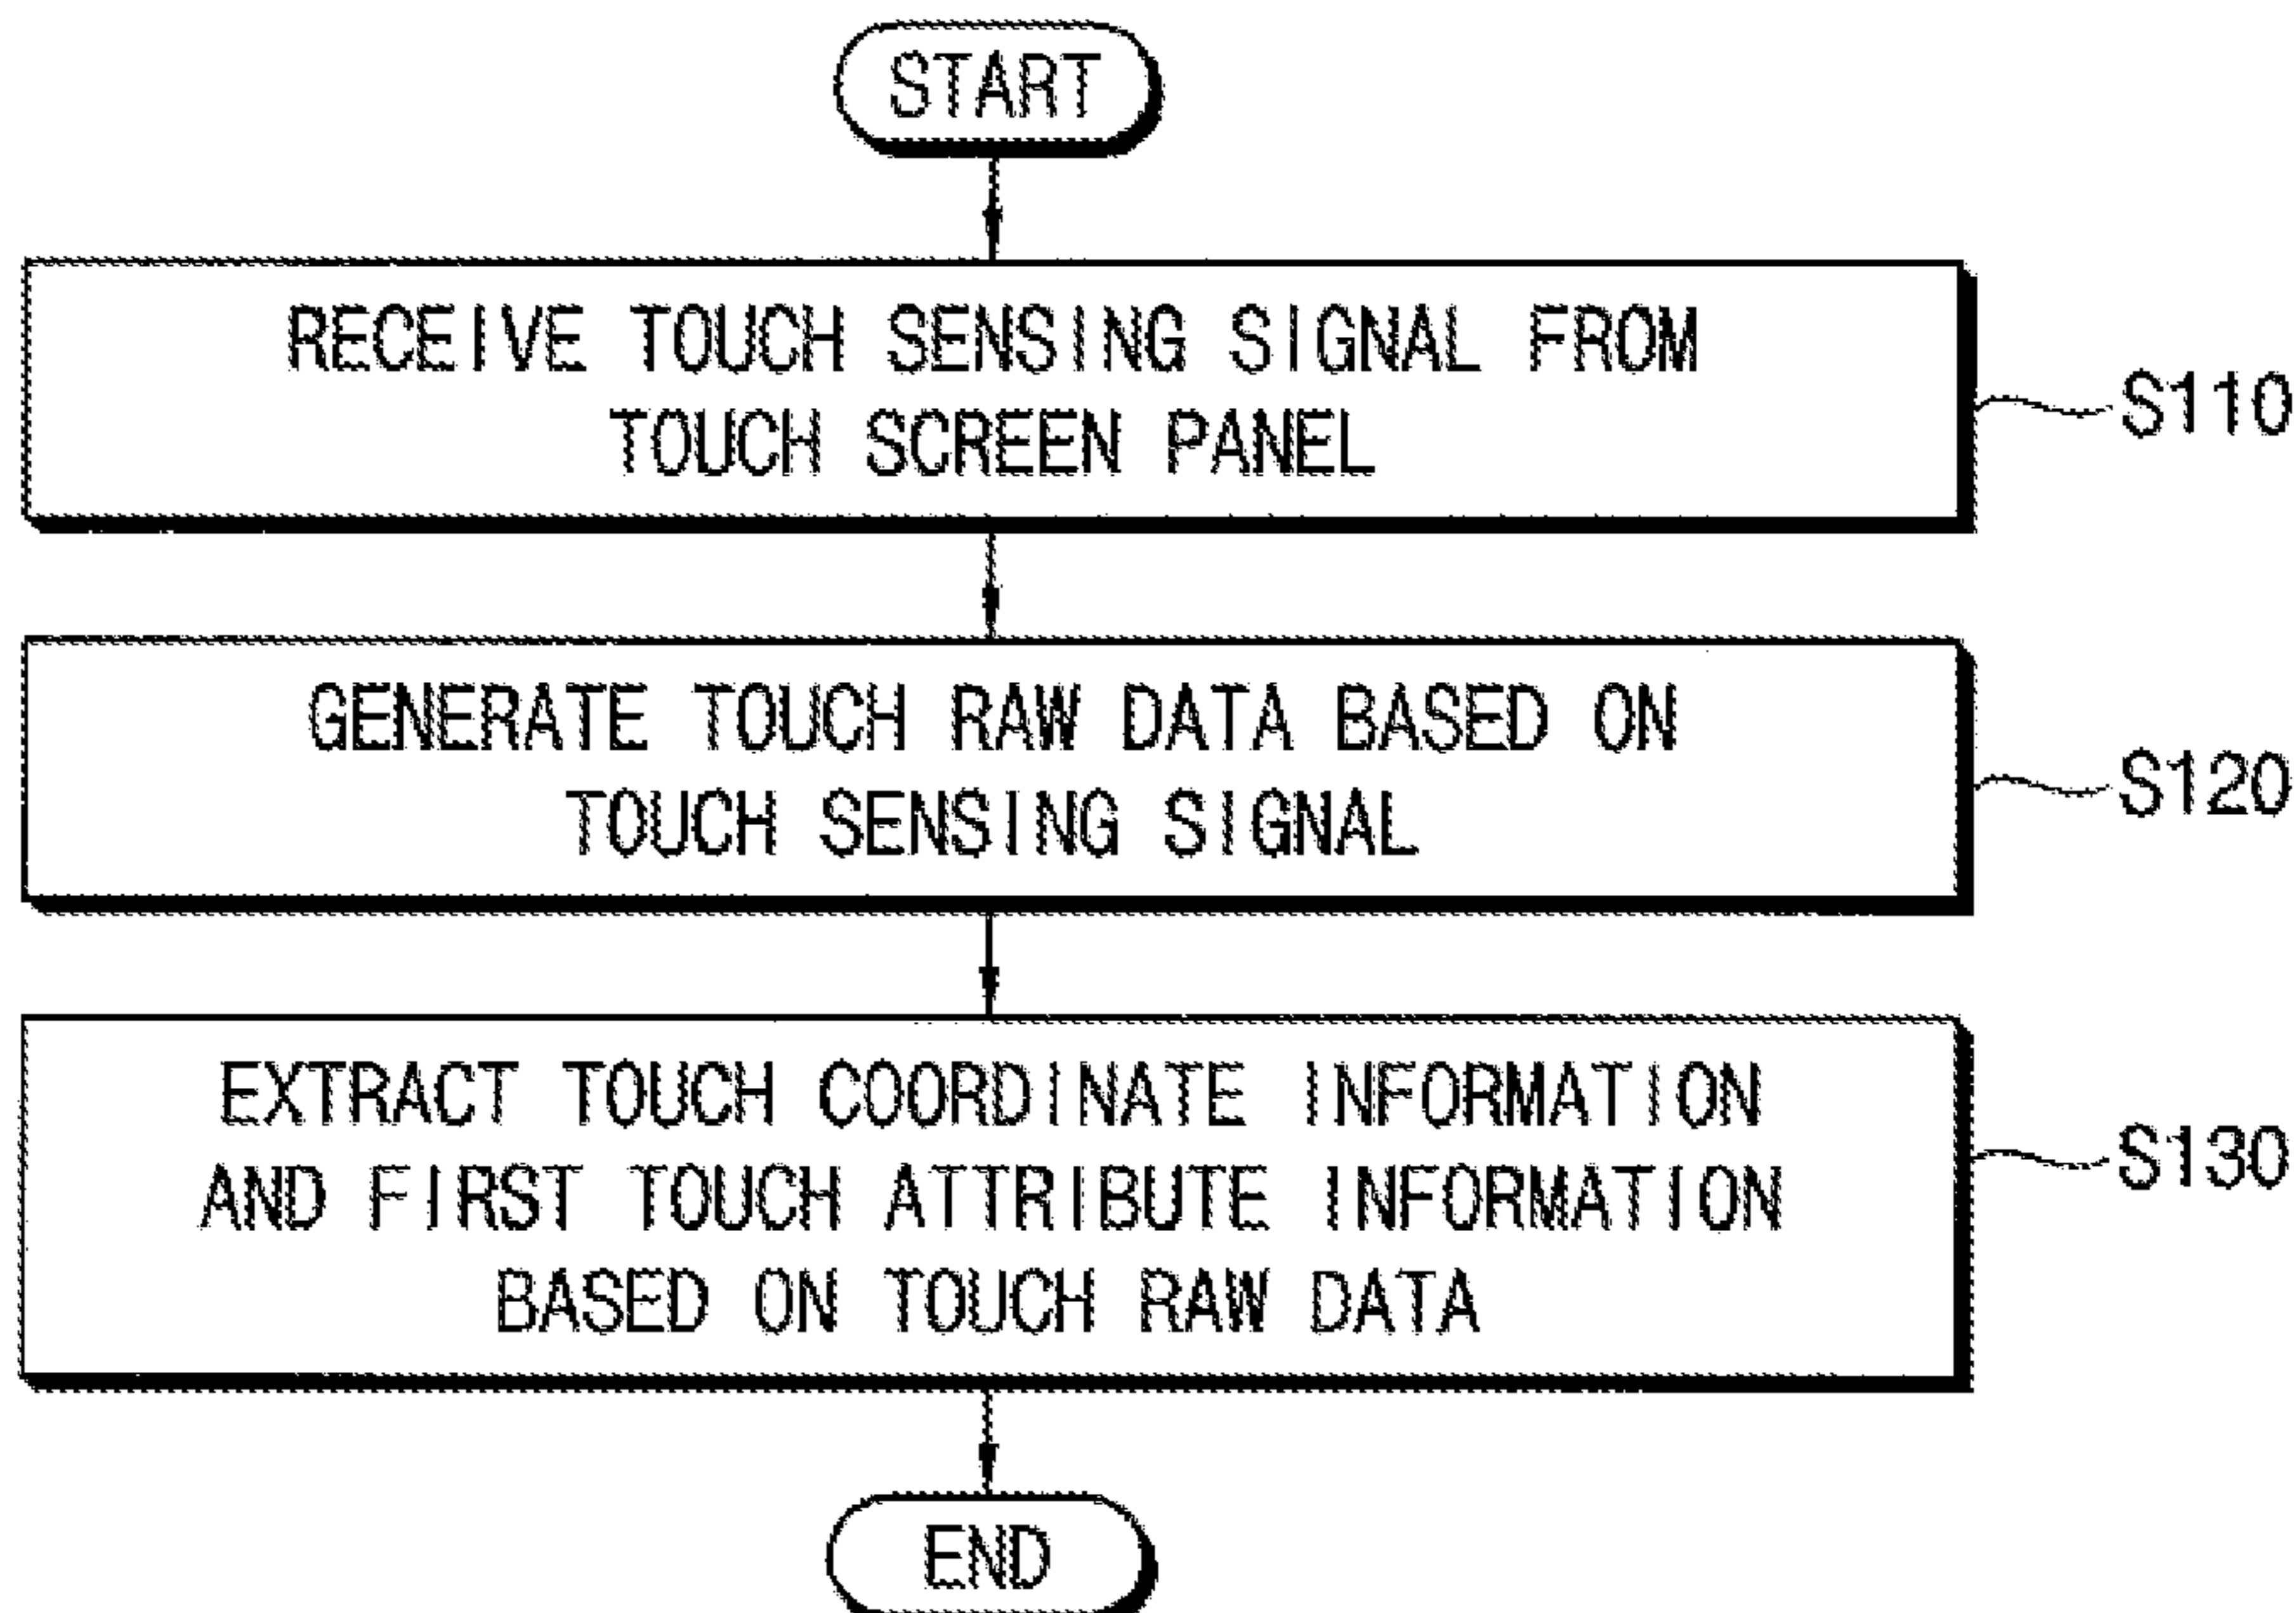 START
RECEIVE TOUCH SENSING SIGNAL FROM
TOUCH SCREEN PANEL
S110
GENERATE TOUCH RAW DATA BASED ON
TOUCH SENSING SIGNAL
S120
EXTRACT TOUCH COORDINATE INFORMATION
AND FIRST TOUCH ATTRIBUTE INFORMATION
BASED ON TOUCH RAW DATA
S130
END